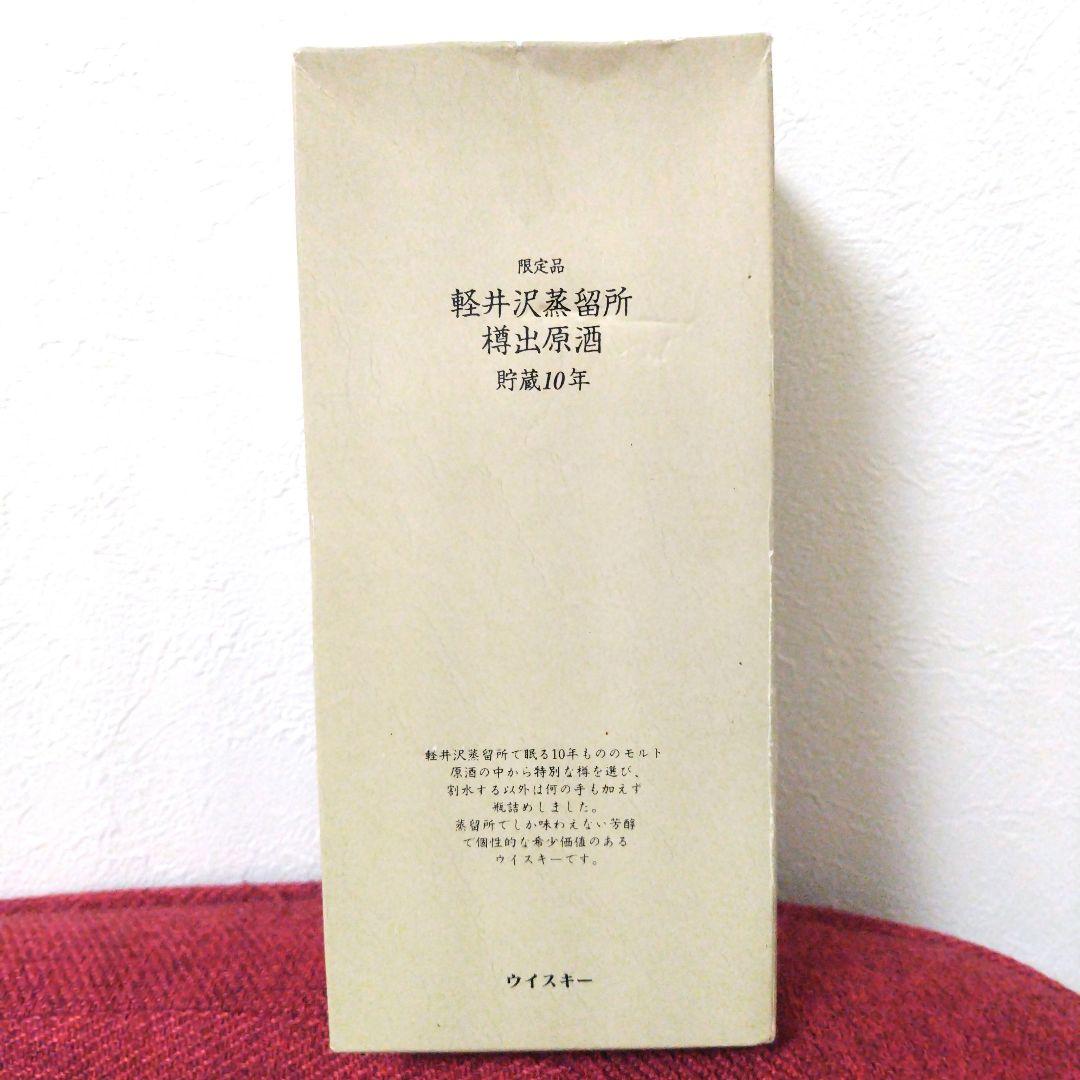 限定品
軽井沢蒸留所
樽出原酒
貯蔵10年
軽井沢蒸留所で眠る10年もののモルト
原酒の中から特別な樽を選び、
割水する以外は何の手も加えず
瓶詰めしました。
蒸留所でしか味わえない芳醇
で個性的な希少価値のある
ウイスキーです。
ウイスキー